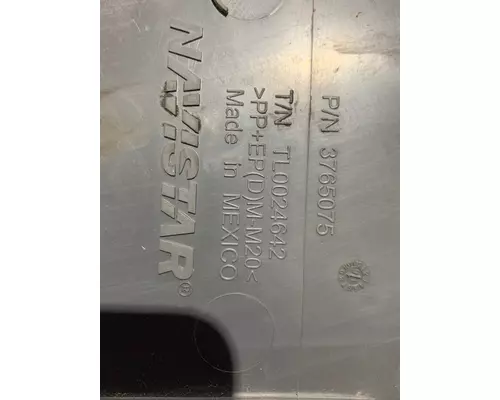 P/N 3765075
T/N TL0024642
>PP+EP(D)M-M20<
Made in MEXICO
NAVISTAR®